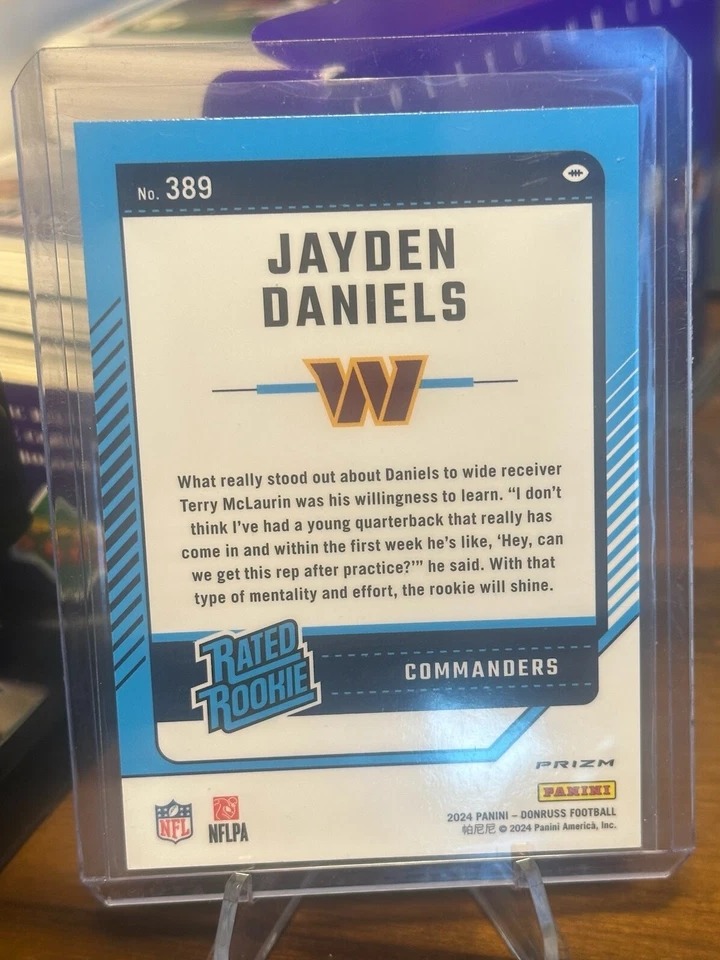 No. 389
JAYDEN
DANIELS
W
What really stood out about Daniels to wide receiver
Terry McLaurin was his willingness to learn. “I don’t
think I’ve had a young quarterback that really has
come in and within the first week he’s like, ‘Hey, can
we get this rep after practice?’” he said. With that
type of mentality and effort, the rookie will shine.
RATED
ROOKIE
COMMANDERS
PRIZM
PANINI
NFL
NFLPA
2024 PANINI – DONRUSS FOOTBALL
帕尼尼 © 2024 Panini America, Inc.